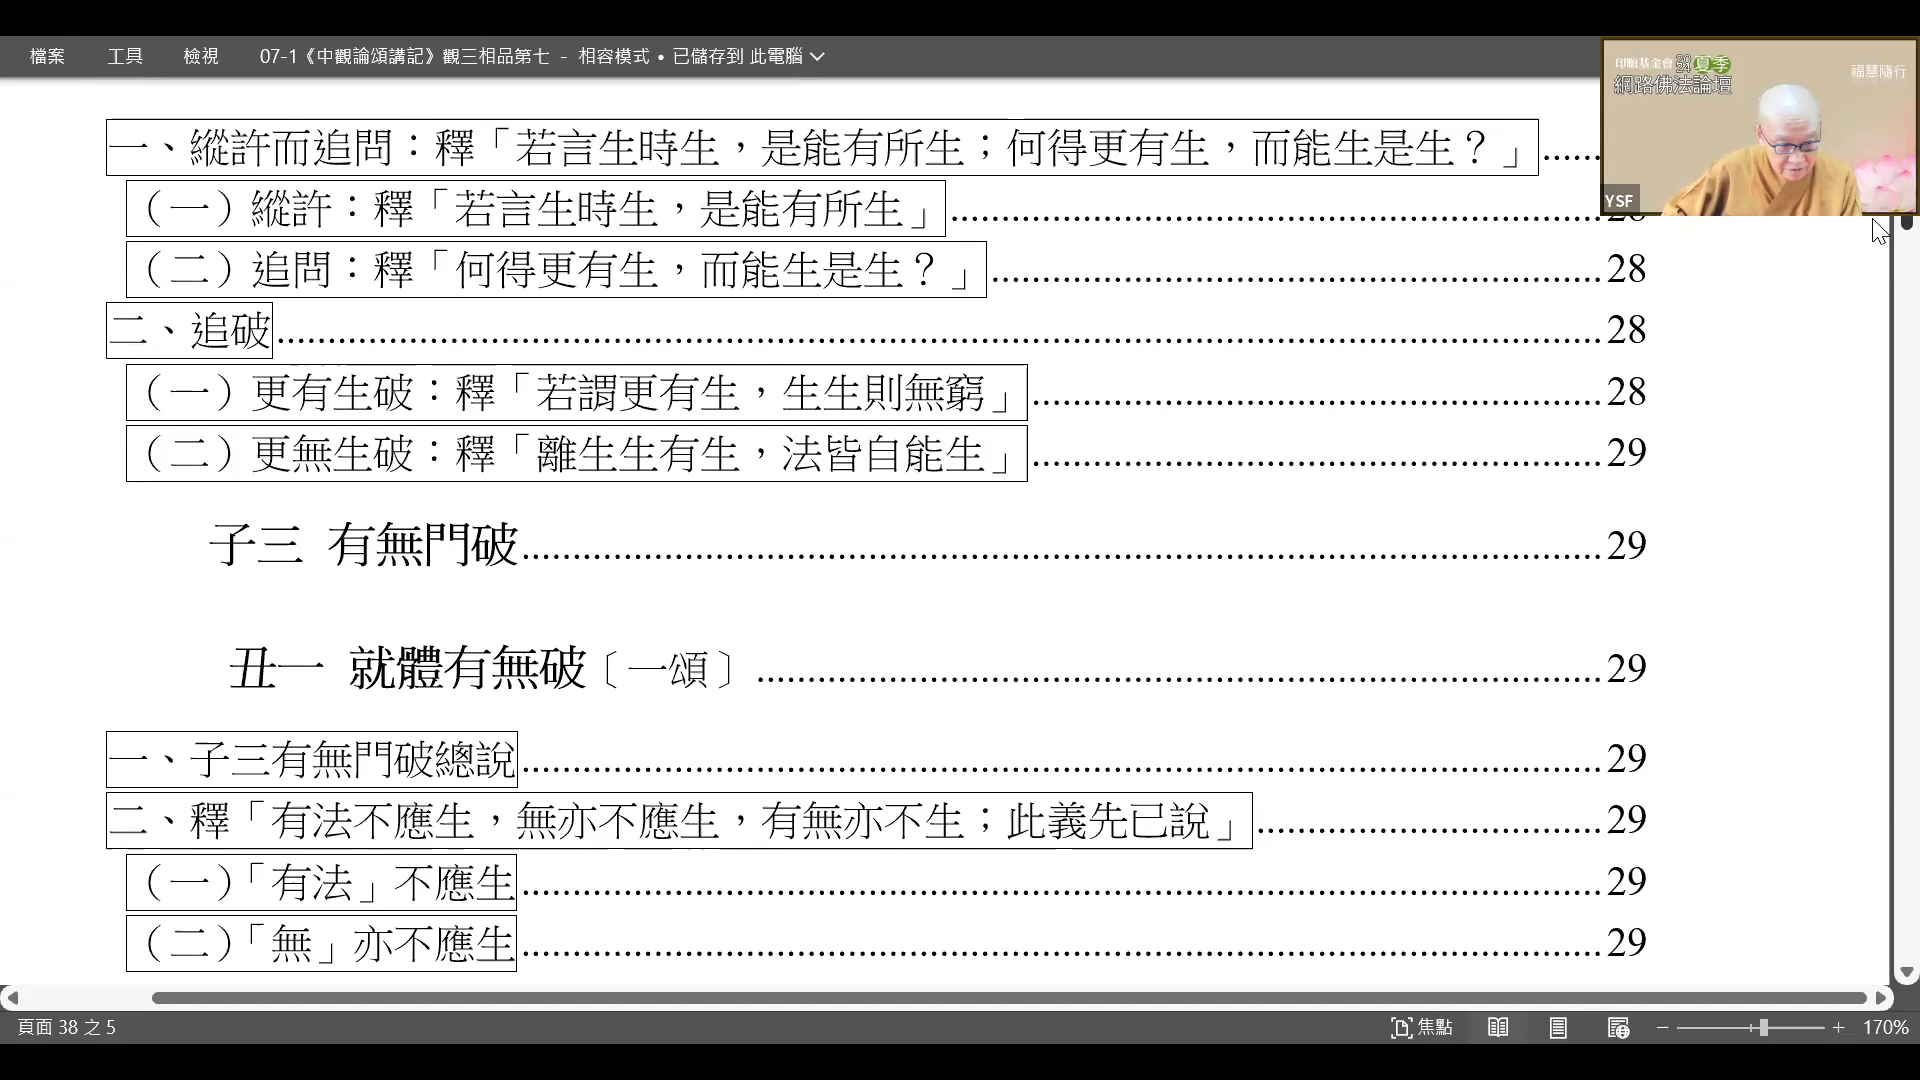 檔案 工具 檢視 07-1《中觀論頌講記》觀三相品第七 - 相容模式 • 已儲存到 此電腦
印順基金會 2024 夏季
網路佛法論壇
福慧隨行
YSF
一、縱許而追問：釋「若言生時生，是能有所生；何得更有生，而能生是生？」
（一）縱許：釋「若言生時生，是能有所生」
（二）追問：釋「何得更有生，而能生是生？」 28
二、追破 28
（一）更有生破：釋「若謂更有生，生生則無窮」 28
（二）更無生破：釋「離生生有生，法皆自能生」 29
子三 有無門破 29
丑一 就體有無破〔一頌〕 29
一、子三有無門破總說 29
二、釋「有法不應生，無亦不應生，有無亦不生；此義先已說」 29
（一）「有法」不應生 29
（二）「無」亦不應生 29
頁面 38 之 5 焦點 170%